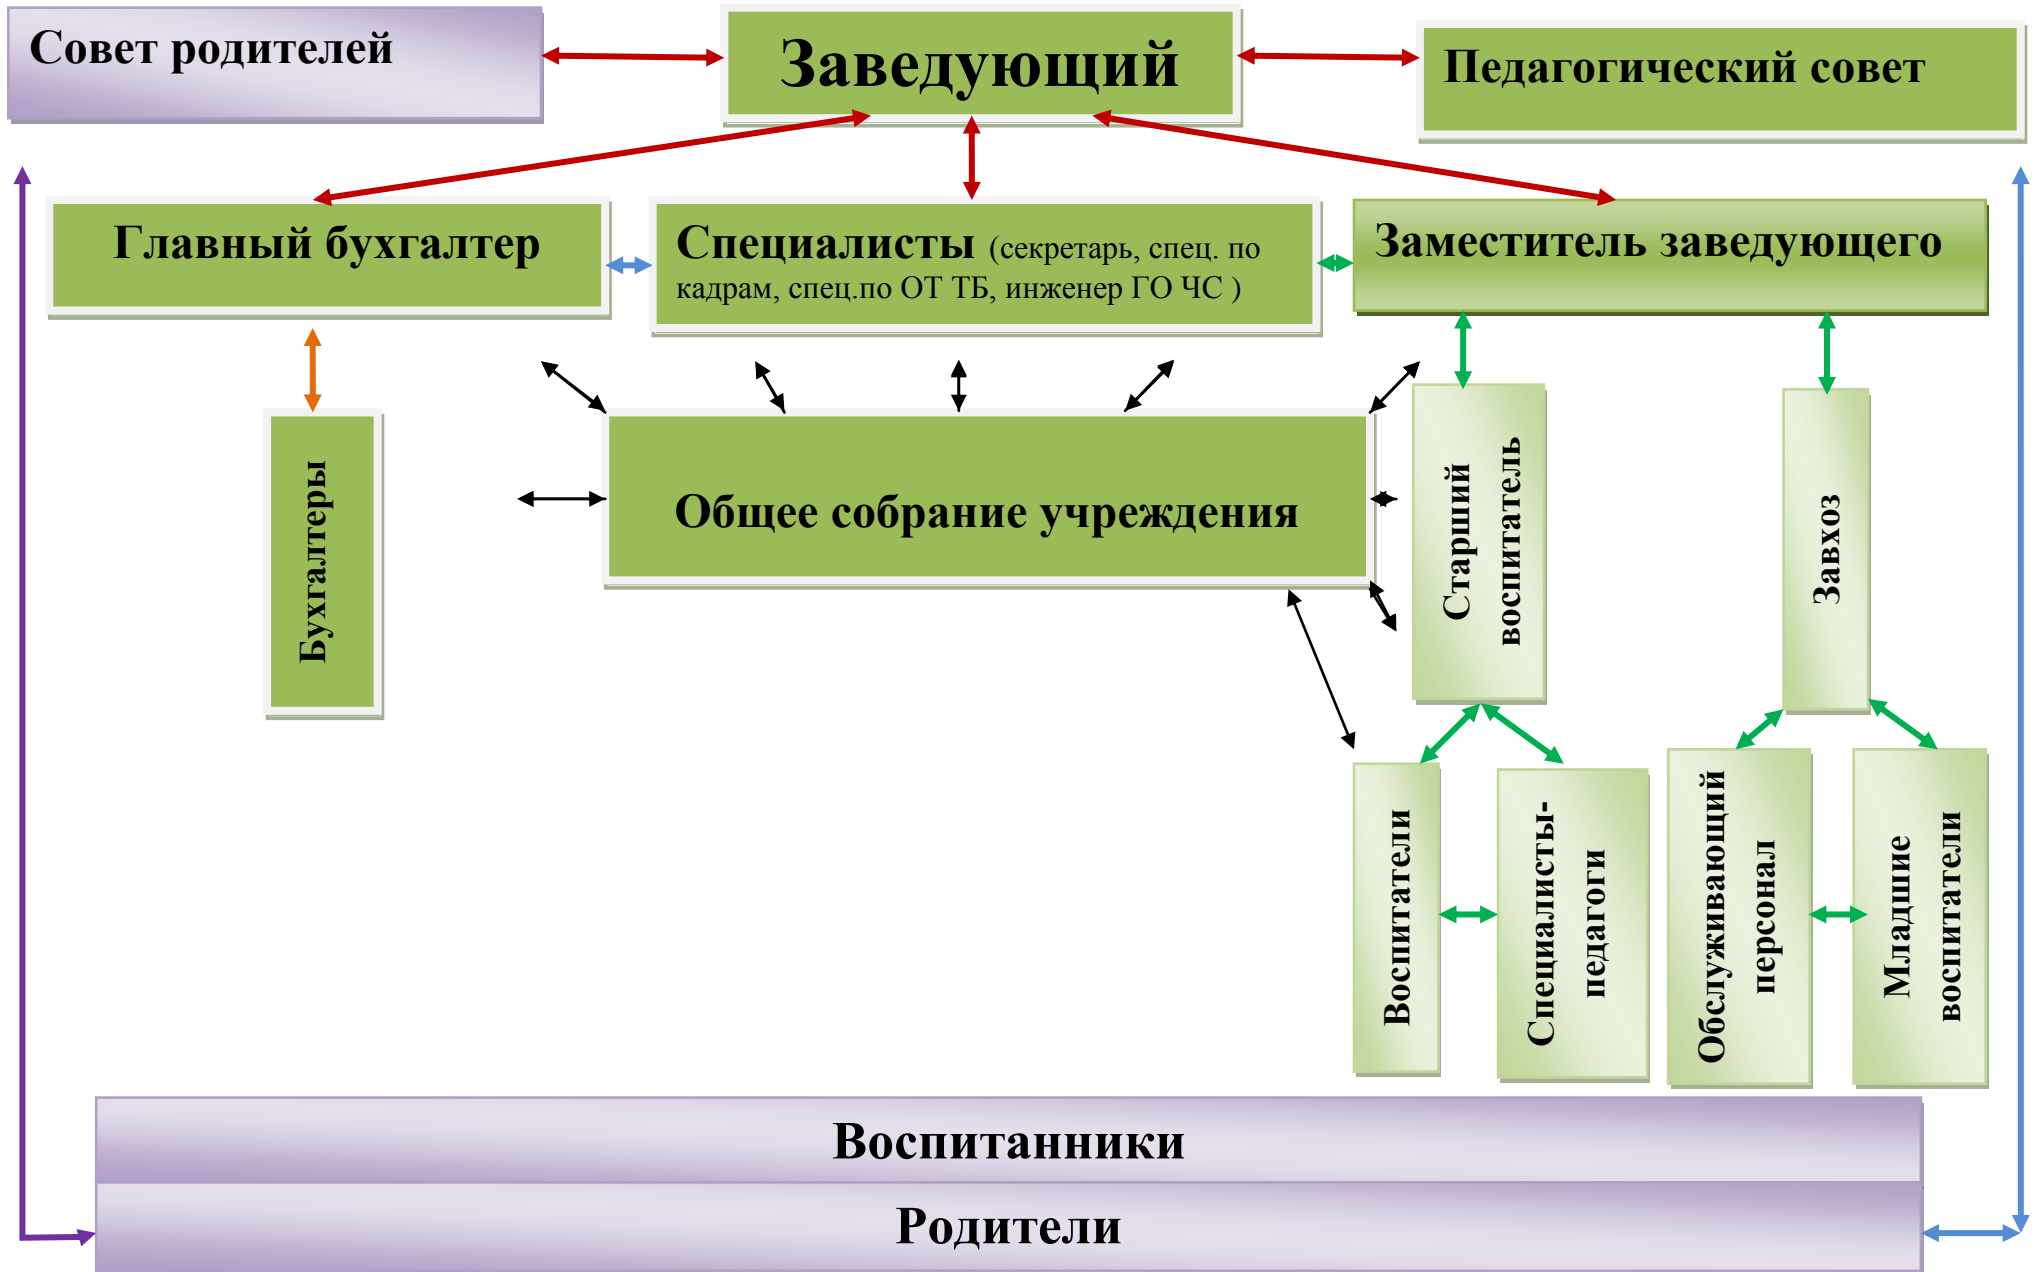 Совет родителей
Заведующий
Педагогический совет
Главный бухгалтер
Специалисты (секретарь, спец. по
кадрам, спец.по ОТ ТБ, инженер ГО ЧС )
Заместитель заведующего
Бухгалтеры
Общее собрание учреждения
Старший
воспитатель
Завхоз
Воспитатели
Специалисты-
педагоги
Обслуживающий
персонал
Младшие
воспитатели
Воспитанники
Родители